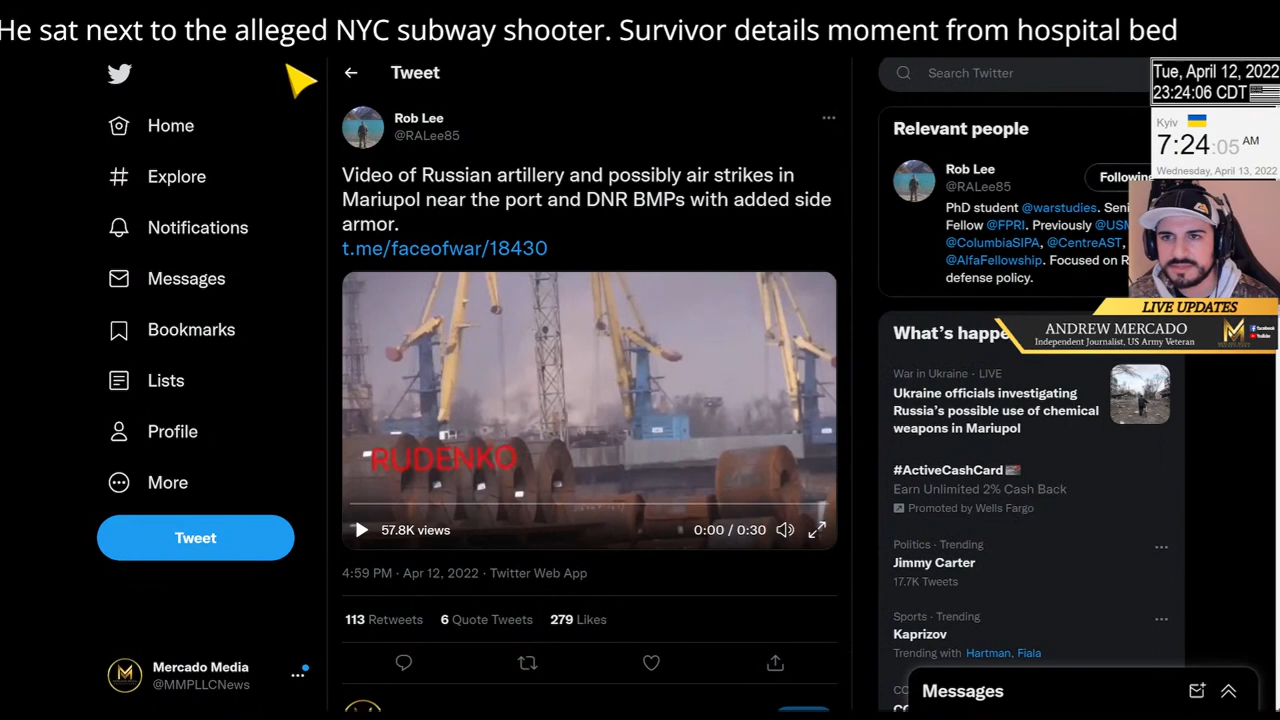 He sat next to the alleged NYC subway shooter. Survivor details moment from hospital bed
Home
Explore
Notifications
Messages
Bookmarks
Lists
Profile
More
Tweet
Mercado Media
@MMPLLCNews
Tweet
Rob Lee
@RALee85
Video of Russian artillery and possibly air strikes in
Mariupol near the port and DNR BMPs with added side
armor.
t.me/faceofwar/18430
RUDENKO
57.8K views
0:00 / 0:30
4:59 PM · Apr 12, 2022 · Twitter Web App
113 Retweets 6 Quote Tweets 279 Likes
Search Twitter
Tue, April 12, 2022
23:24:06 CDT
Kyiv
7:24:05 AM
Wednesday, April 13, 2022
Relevant people
Rob Lee
@RALee85
Following
PhD student @warstudies. Seni
Fellow @FPRI. Previously @USM
@ColumbiaSIPA, @CentreAST,
@AlfaFellowship. Focused on R
defense policy.
LIVE UPDATES
ANDREW MERCADO
Independent Journalist, US Army Veteran
Facebook
YouTube
What's happe
War in Ukraine · LIVE
Ukraine officials investigating
Russia's possible use of chemical
weapons in Mariupol
#ActiveCashCard
Earn Unlimited 2% Cash Back
Promoted by Wells Fargo
Politics · Trending
Jimmy Carter
17.7K Tweets
Sports · Trending
Kaprizov
Trending with Hartman, Fiala
Messages